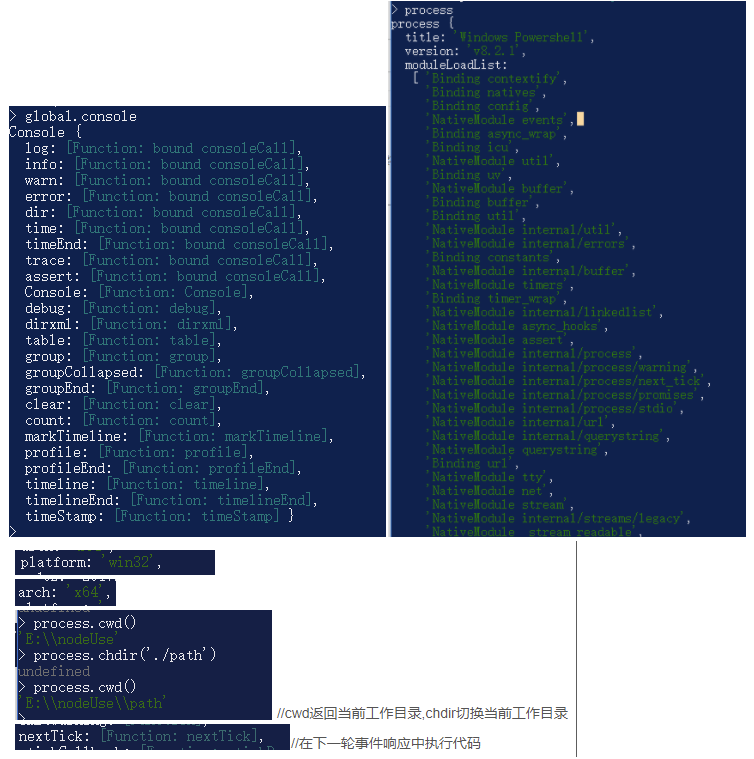 > global.console
Console {
log: [Function: bound consoleCall],
info: [Function: bound consoleCall],
warn: [Function: bound consoleCall],
error: [Function: bound consoleCall],
dir: [Function: bound consoleCall],
time: [Function: bound consoleCall],
timeEnd: [Function: bound consoleCall],
trace: [Function: bound consoleCall],
assert: [Function: bound consoleCall],
Console: [Function: Console],
debug: [Function: debug],
dirxml: [Function: dirxml],
table: [Function: table],
group: [Function: group],
groupCollapsed: [Function: groupCollapsed],
groupEnd: [Function: groupEnd],
clear: [Function: clear],
count: [Function: count],
markTimeline: [Function: markTimeline],
profile: [Function: profile],
profileEnd: [Function: profileEnd],
timeline: [Function: timeline],
timelineEnd: [Function: timelineEnd],
timeStamp: [Function: timeStamp] }
>
> process
process {
title: 'Windows Powershell',
version: 'v8.2.1',
moduleLoadList:
[ 'Binding contextify',
'Binding natives',
'Binding config',
'NativeModule events',
'Binding async_wrap',
'Binding icu',
'NativeModule util',
'Binding uv',
'NativeModule buffer',
'Binding buffer',
'Binding util',
'NativeModule internal/util',
'NativeModule internal/errors',
'Binding constants',
'NativeModule internal/buffer',
'NativeModule timers',
'Binding timer_wrap',
'NativeModule internal/linkedlist',
'NativeModule async_hooks',
'NativeModule assert',
'NativeModule internal/process',
'NativeModule internal/process/warning',
'NativeModule internal/process/next_tick',
'NativeModule internal/process/promises',
'NativeModule internal/process/stdio',
'NativeModule internal/url',
'NativeModule internal/querystring',
'NativeModule querystring',
'Binding url',
'NativeModule tty',
'NativeModule net',
'NativeModule stream',
'NativeModule internal/streams/legacy',
'NativeModule _stream_readable',
platform: 'win32',
arch: 'x64',
> process.cwd()
'E:\\nodeUse'
> process.chdir('./path')
undefined
> process.cwd()
'E:\\nodeUse\\path'
//cwd返回当前工作目录,chdir切换当前工作目录
nextTick: [Function: nextTick],
//在下一轮事件响应中执行代码